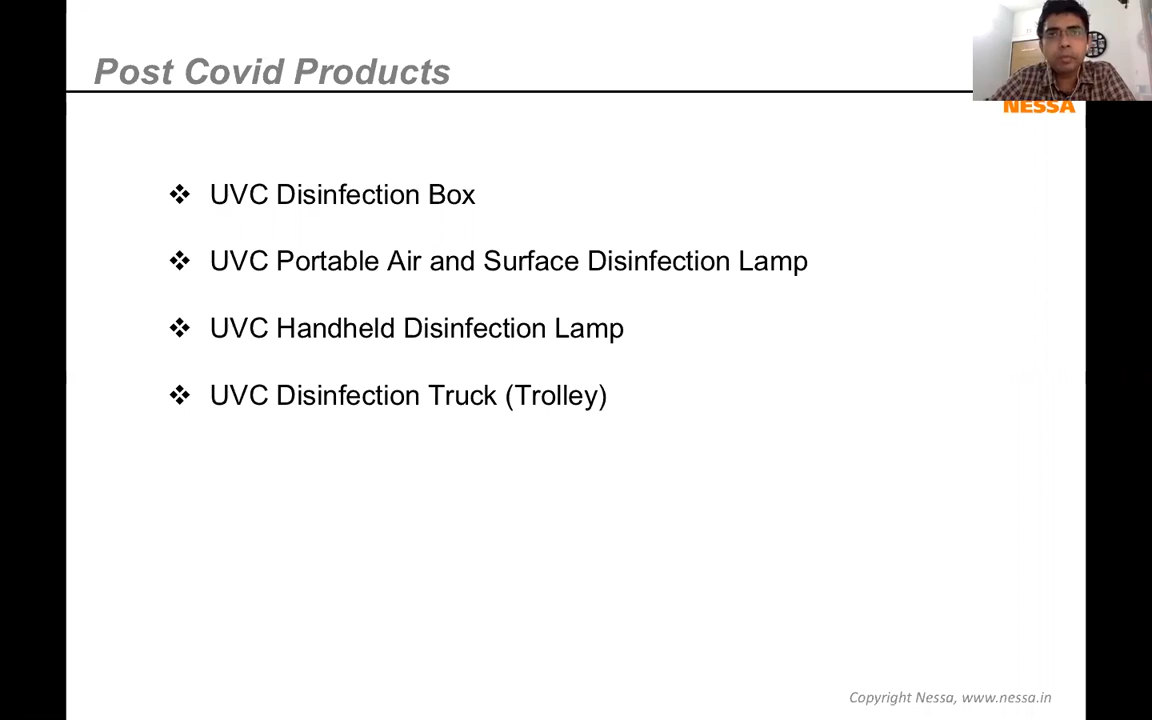 Post Covid Products
NESSA
❖ UVC Disinfection Box
❖ UVC Portable Air and Surface Disinfection Lamp
❖ UVC Handheld Disinfection Lamp
❖ UVC Disinfection Truck (Trolley)
Copyright Nessa, www.nessa.in